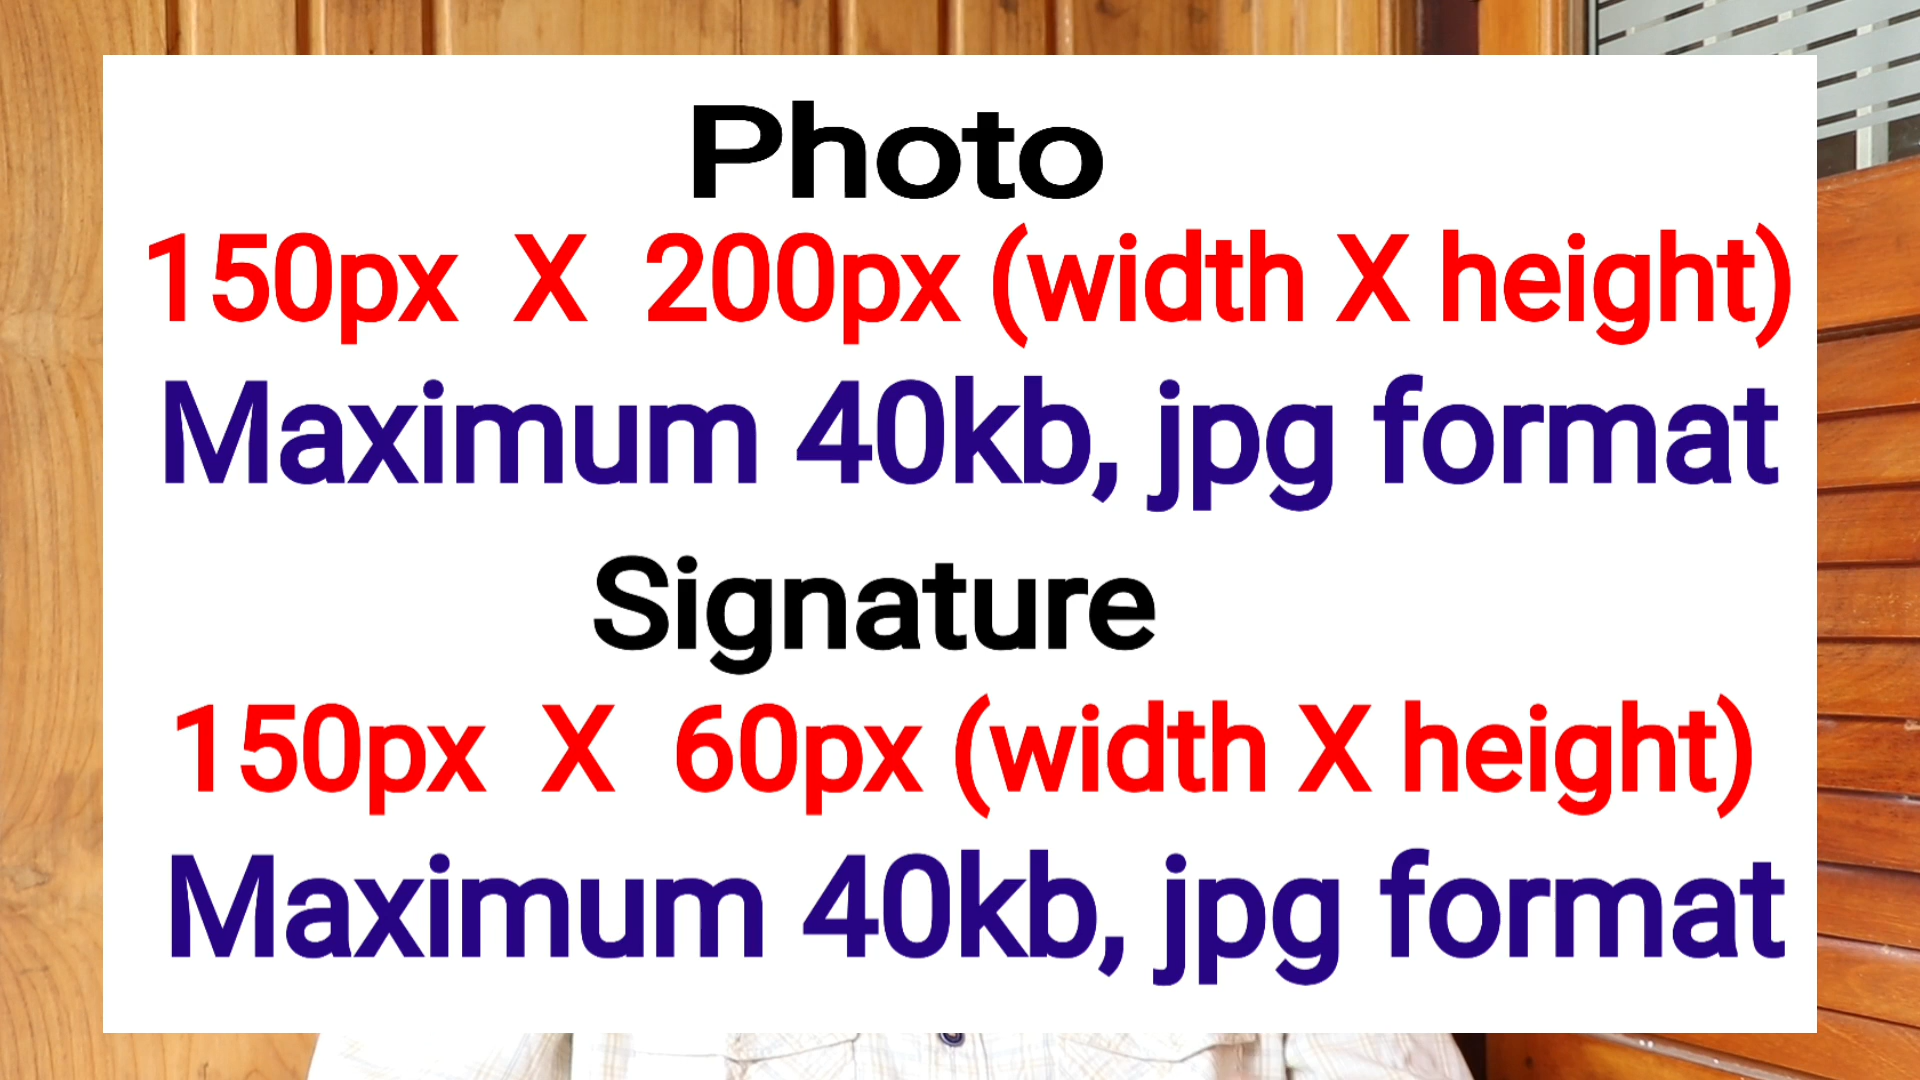 Photo
150px X 200px (width X height)
Maximum 40kb, jpg format
Signature
150px X 60px (width X height)
Maximum 40kb, jpg format